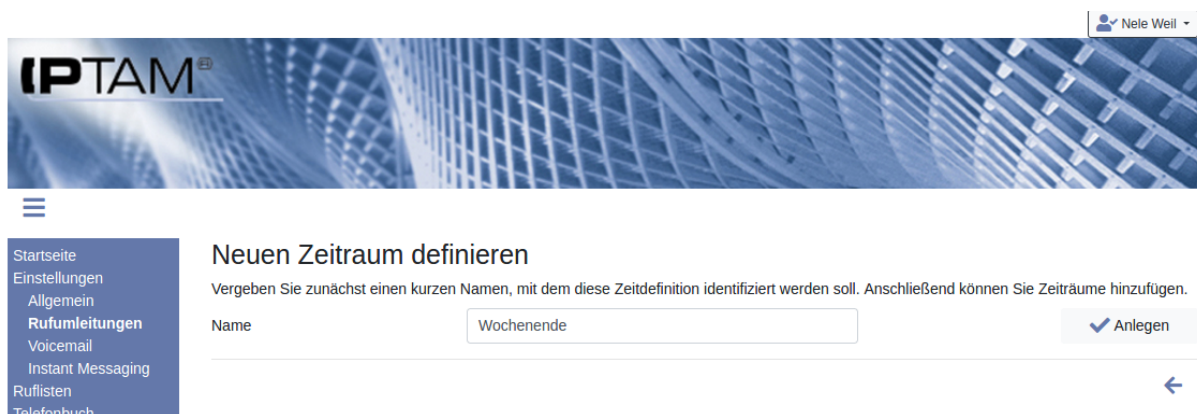 Nele Weil
IPTAM®
Startseite
Einstellungen
Allgemein
Rufumleitungen
Voicemail
Instant Messaging
Ruflisten
Telefonbuch
Neuen Zeitraum definieren
Vergeben Sie zunächst einen kurzen Namen, mit dem diese Zeitdefinition identifiziert werden soll. Anschließend können Sie Zeiträume hinzufügen.
Name
Wochenende
Anlegen